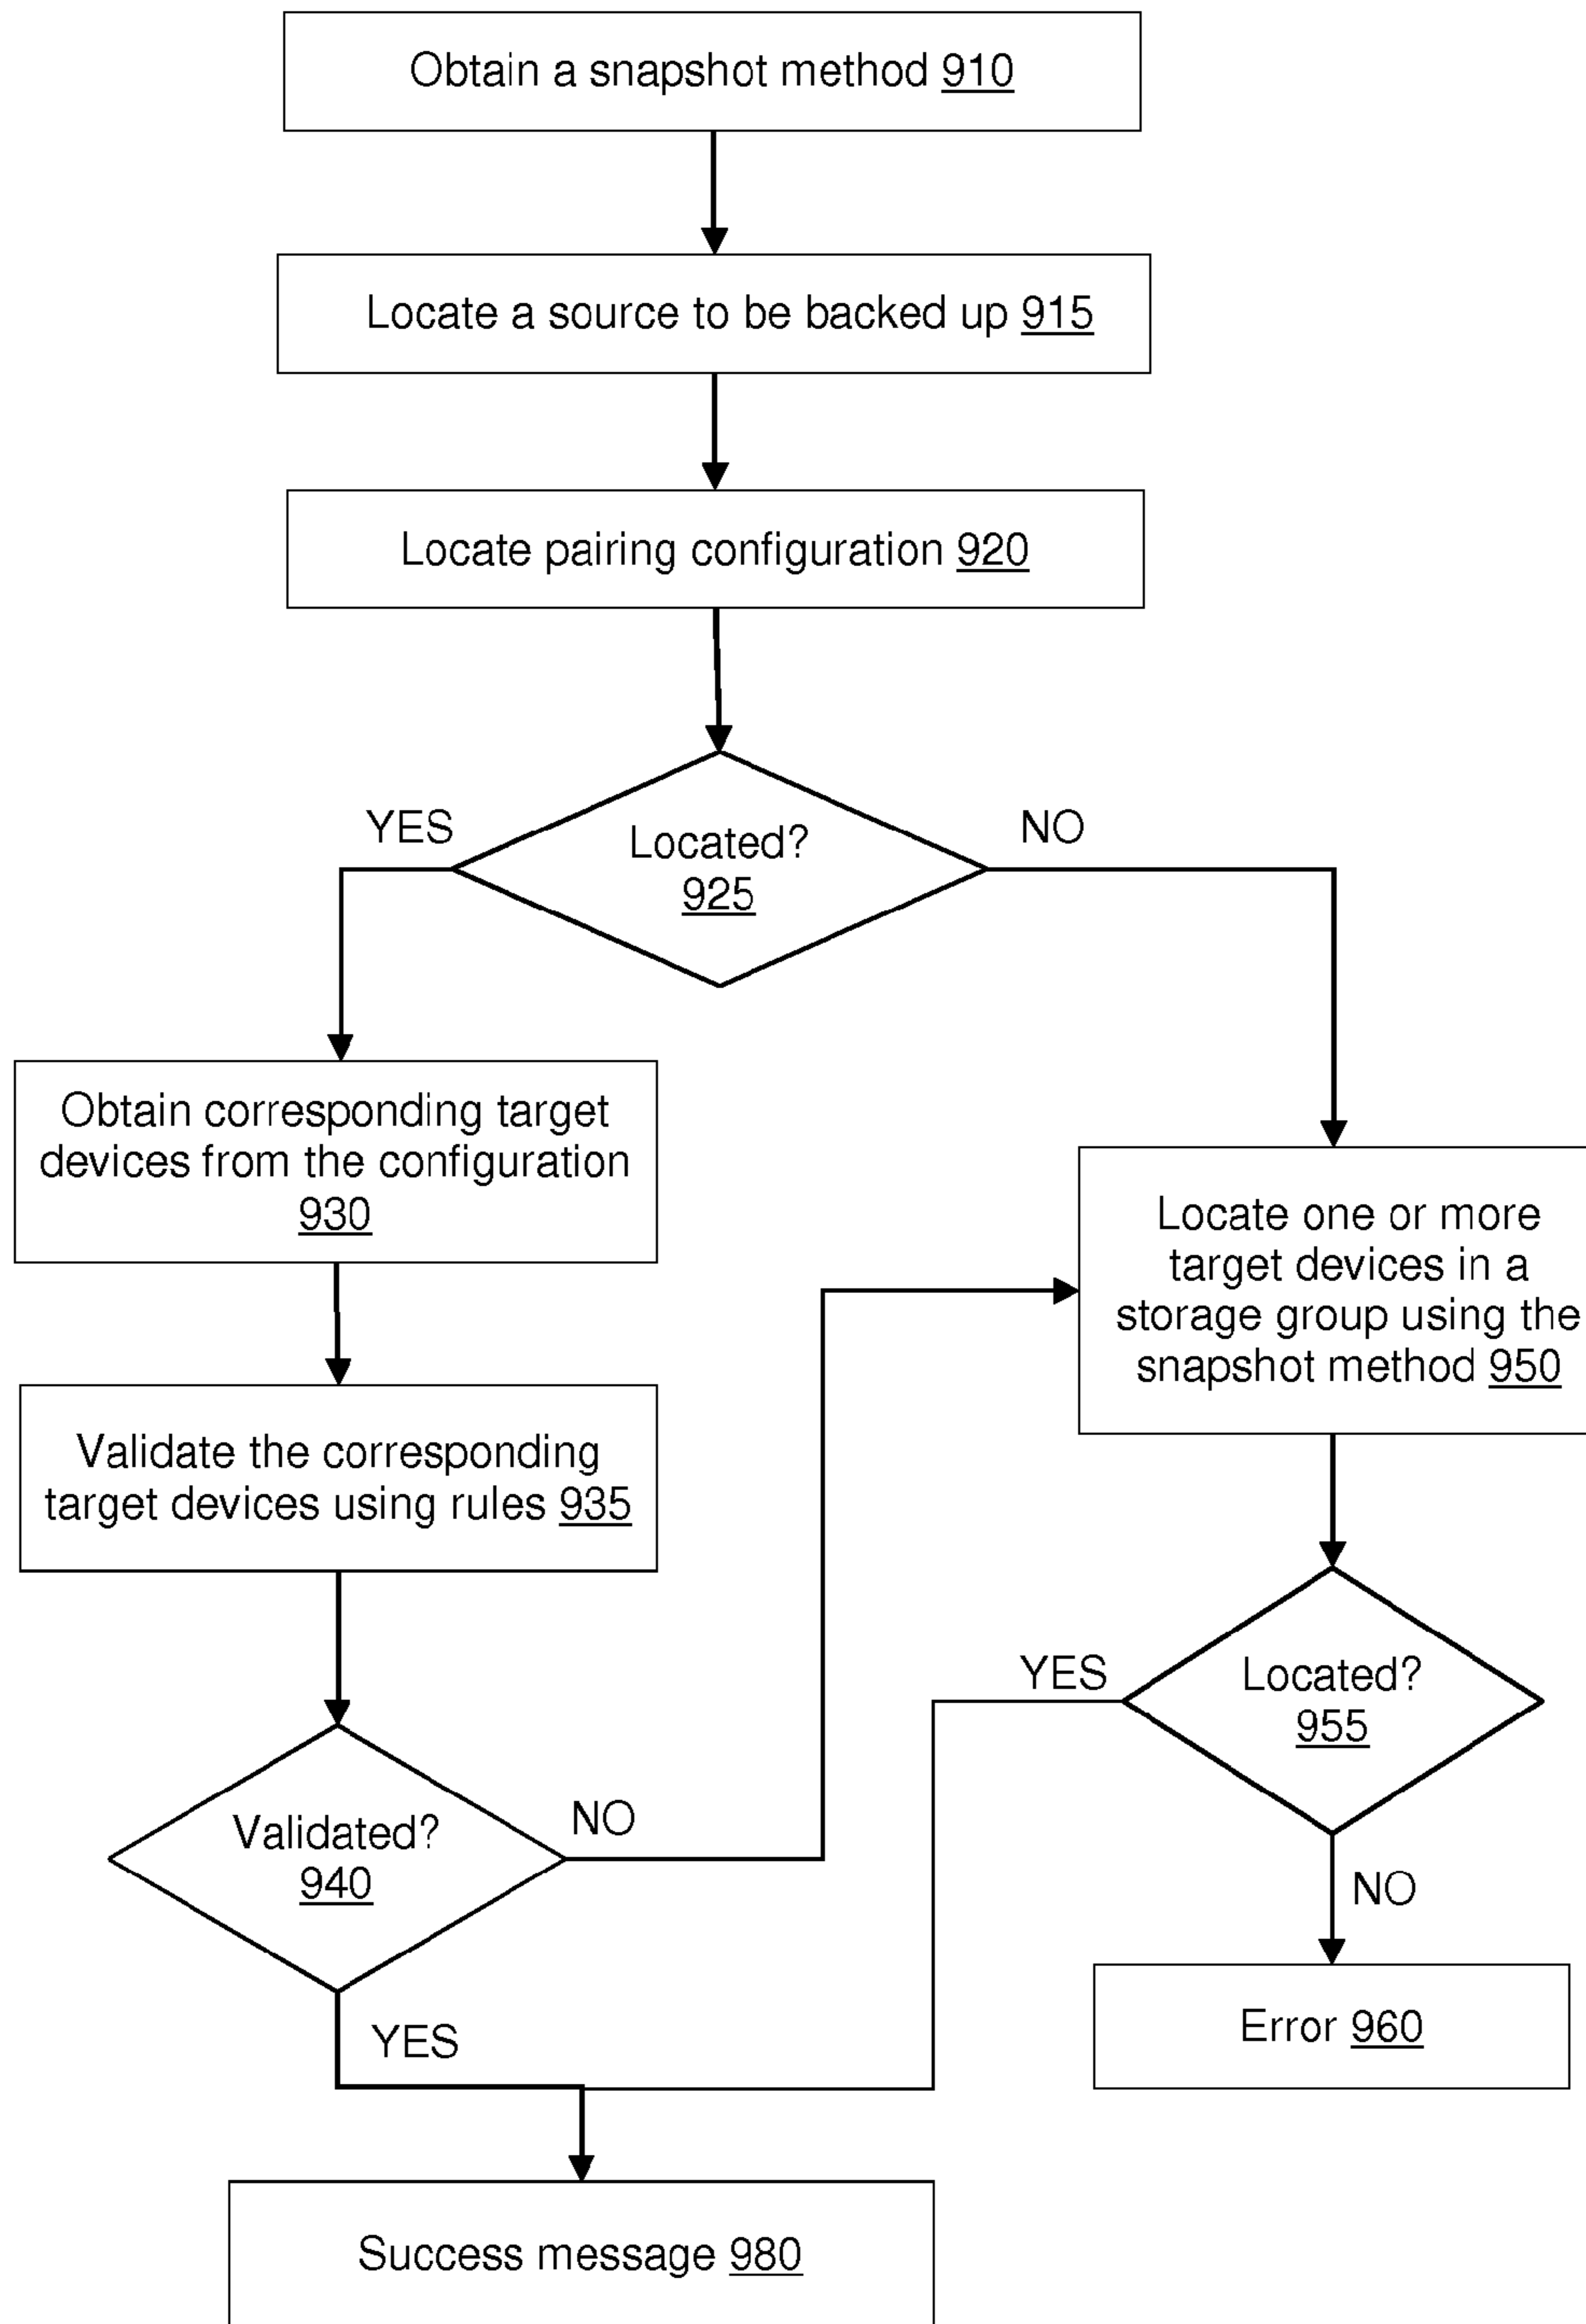 Obtain a snapshot method 910
Locate a source to be backed up 915
Locate pairing configuration 920
YES
NO
Located?
925
Obtain corresponding target
devices from the configuration
930
Locate one or more
target devices in a
storage group using the
snapshot method 950
Validate the corresponding
target devices using rules 935
YES
Located?
955
NO
Validated?
940
NO
YES
Error 960
Success message 980